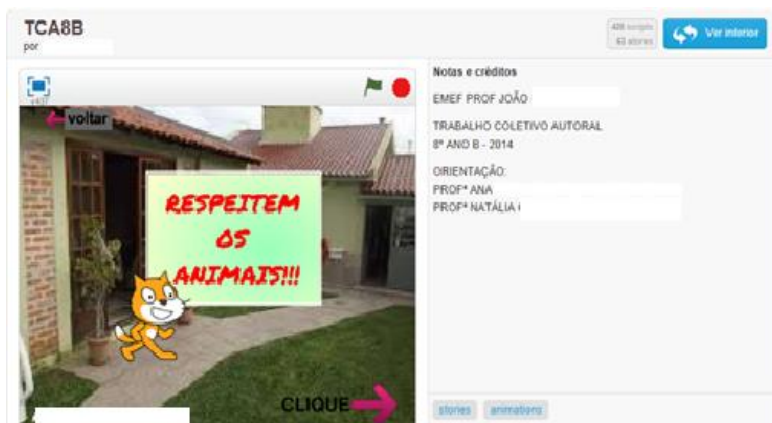 TCA8B
por
Ver interior
voltar
RESPEITEM
OS
ANIMAIS!!!
CLIQUE
Notas e créditos
EMEF PROF JOÃO
TRABALHO COLETIVO AUTORAL
8º ANO B - 2014
ORIENTAÇÃO:
PROFª ANA
PROFª NATÁLIA
stories animations